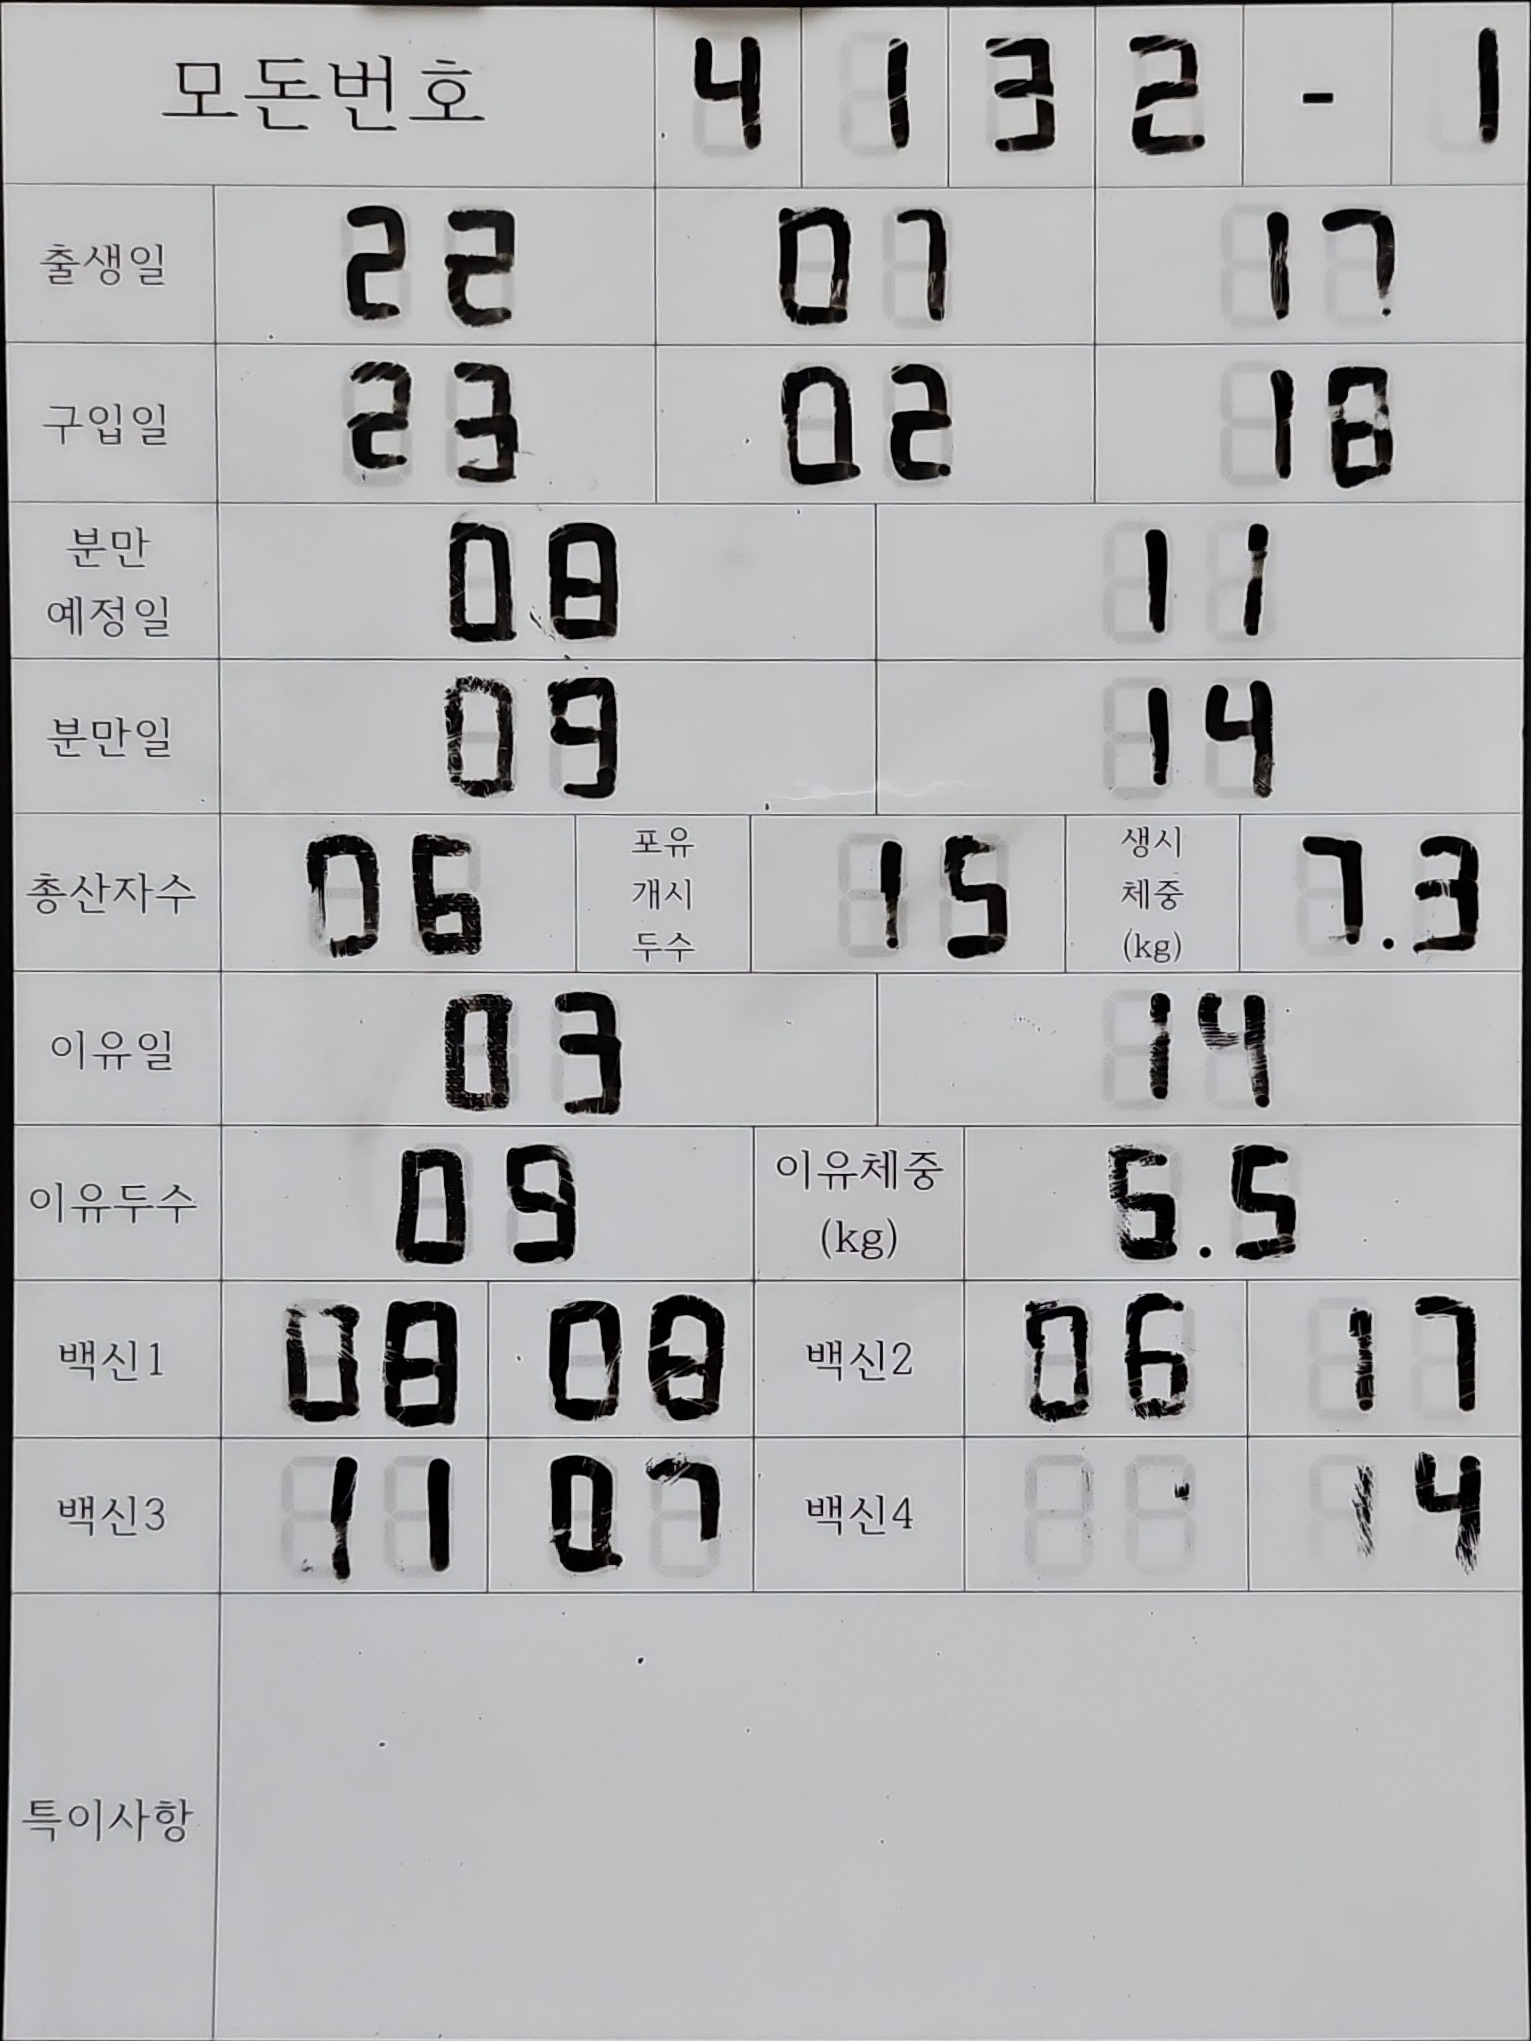 모돈번호 4 1 3 2 - 1
출생일 22 07 17
구입일 23 02 18
분만 예정일 08 11
분만일 09 14
총산자수 06 포유 개시 두수 15 생시 체중 (kg) 7.3
이유일 03 14
이유두수 09 이유체중 (kg) 6.5
백신1 08 08 백신2 06 17
백신3 11 07 백신4 14
특이사항